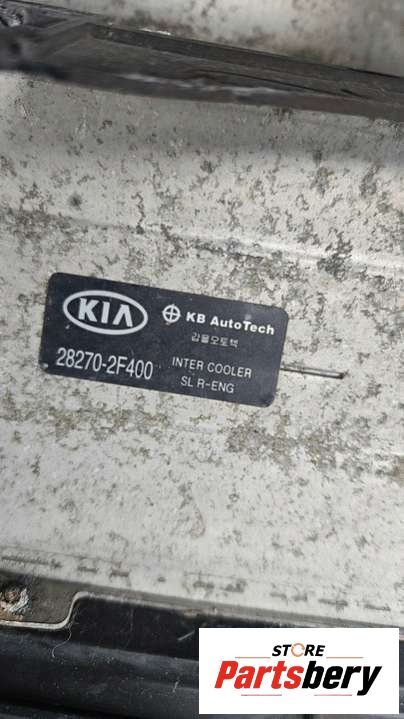 KIA
KB AutoTech
갑을오토텍
28270-2F400
INTER COOLER
SL R-ENG
STORE
Partsbery